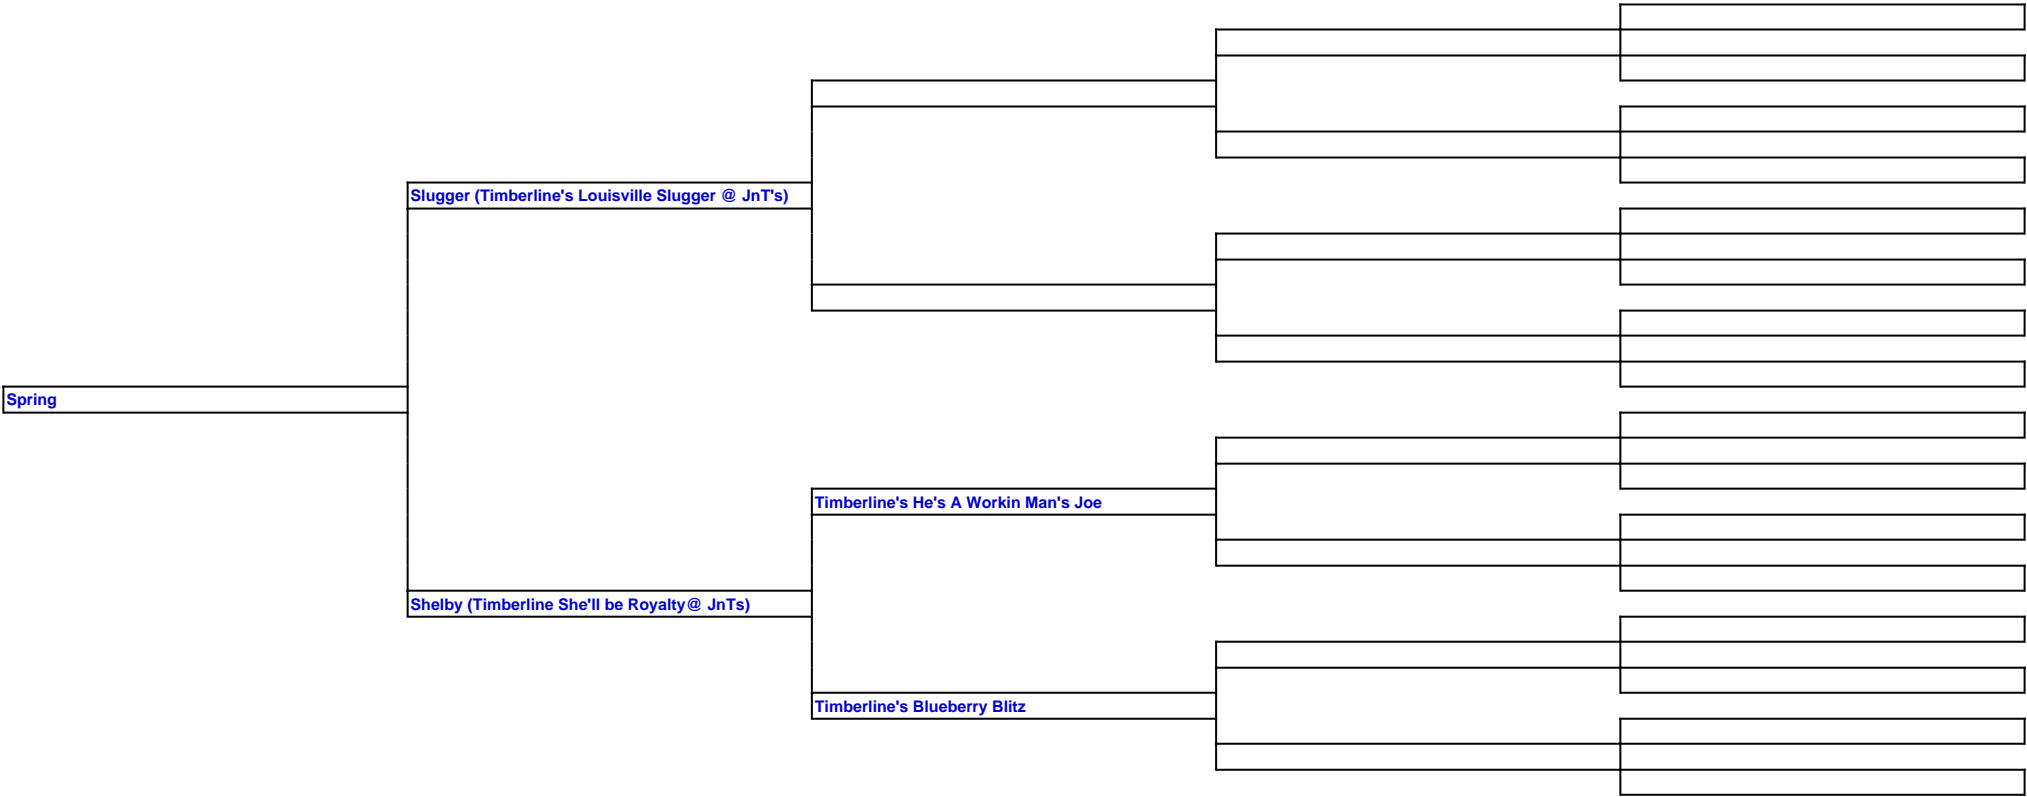 Slugger (Timberline's Louisville Slugger @ JnT's)
Spring
Timberline's He's A Workin Man's Joe
Shelby (Timberline She'll be Royalty@ JnTs)
Timberline's Blueberry Blitz